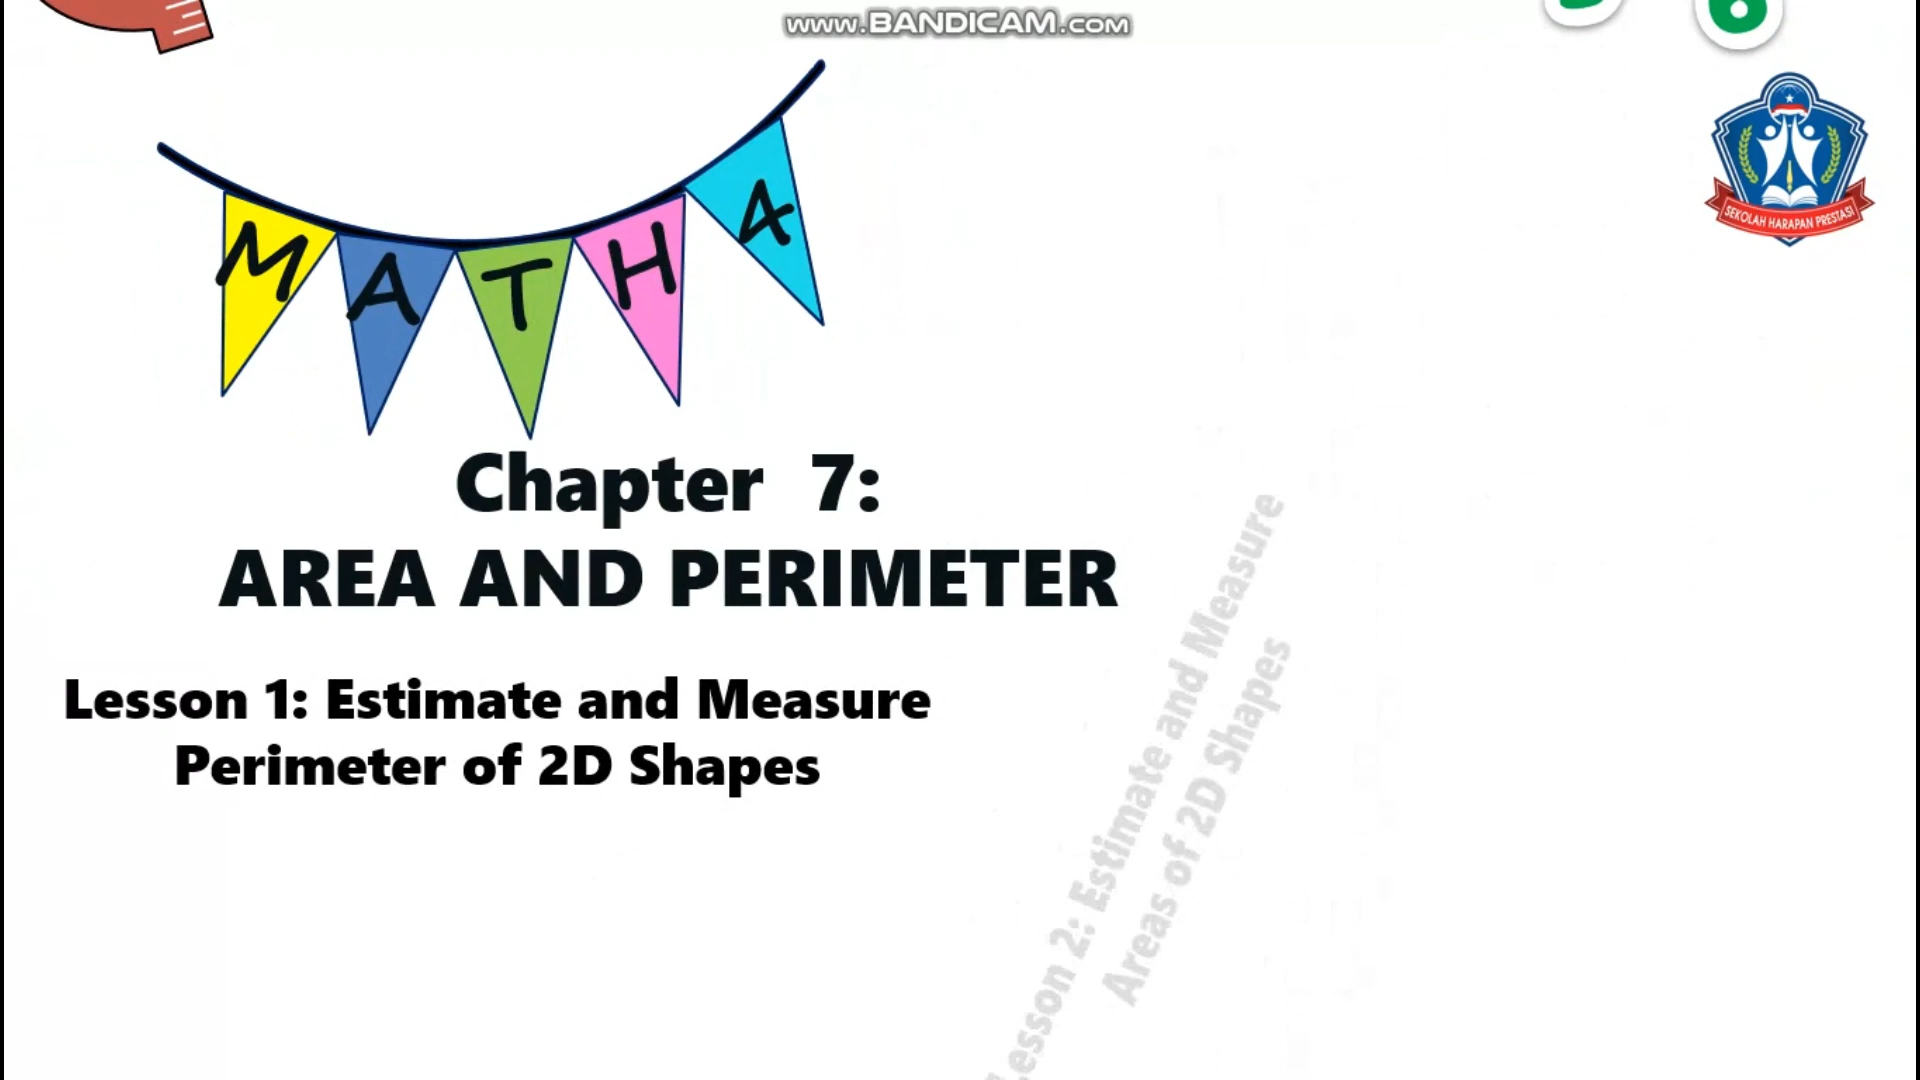 www.BANDICAM.com
6
SEKOLAH HARAPAN PRESTASI
MATH 4
Chapter 7:
AREA AND PERIMETER
Lesson 1: Estimate and Measure
Perimeter of 2D Shapes
Lesson 2: Estimate and Measure
Areas of 2D Shapes